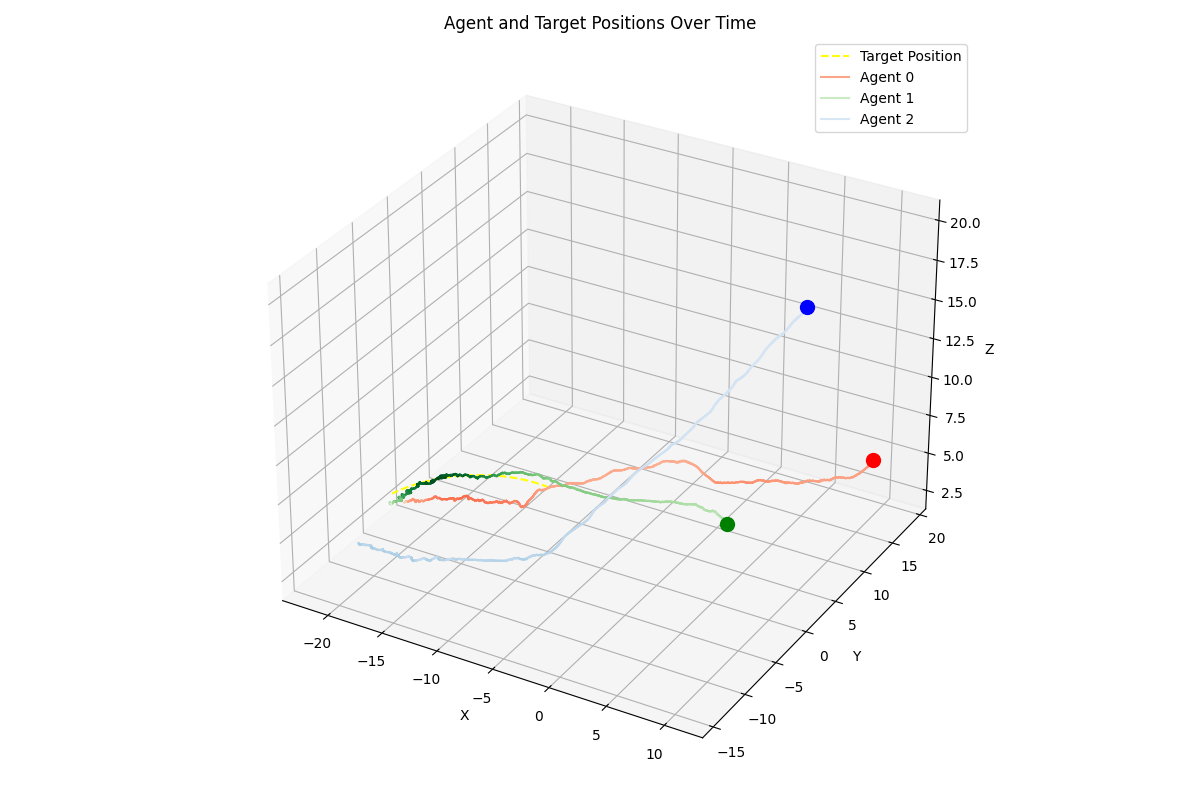 Agent and Target Positions Over Time
Target Position
Agent 0
Agent 1
Agent 2
20.0
17.5
15.0
12.5
10.0
7.5
5.0
2.5
Z
20
15
10
5
0
−5
−10
−15
Y
−20
−15
−10
−5
0
5
10
X